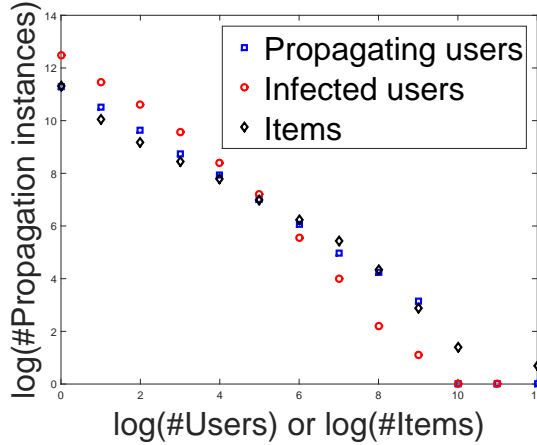 14
12
10
8
6
4
2
0
Propagating users
Infected users
Items
0 2 4 6 8 10 12
log(#Propagation instances)
log(#Users) or log(#Items)